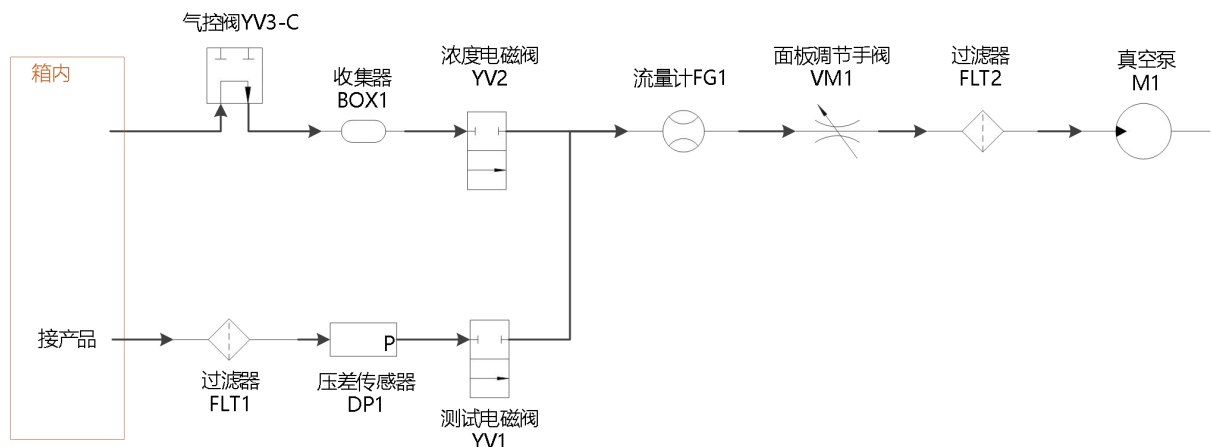 气控阀YV3-C
箱内
收集器
BOX1
浓度电磁阀
YV2
流量计FG1
面板调节手阀
VM1
过滤器
FLT2
真空泵
M1
接产品
过滤器
FLT1
P
压差传感器
DP1
测试电磁阀
YV1